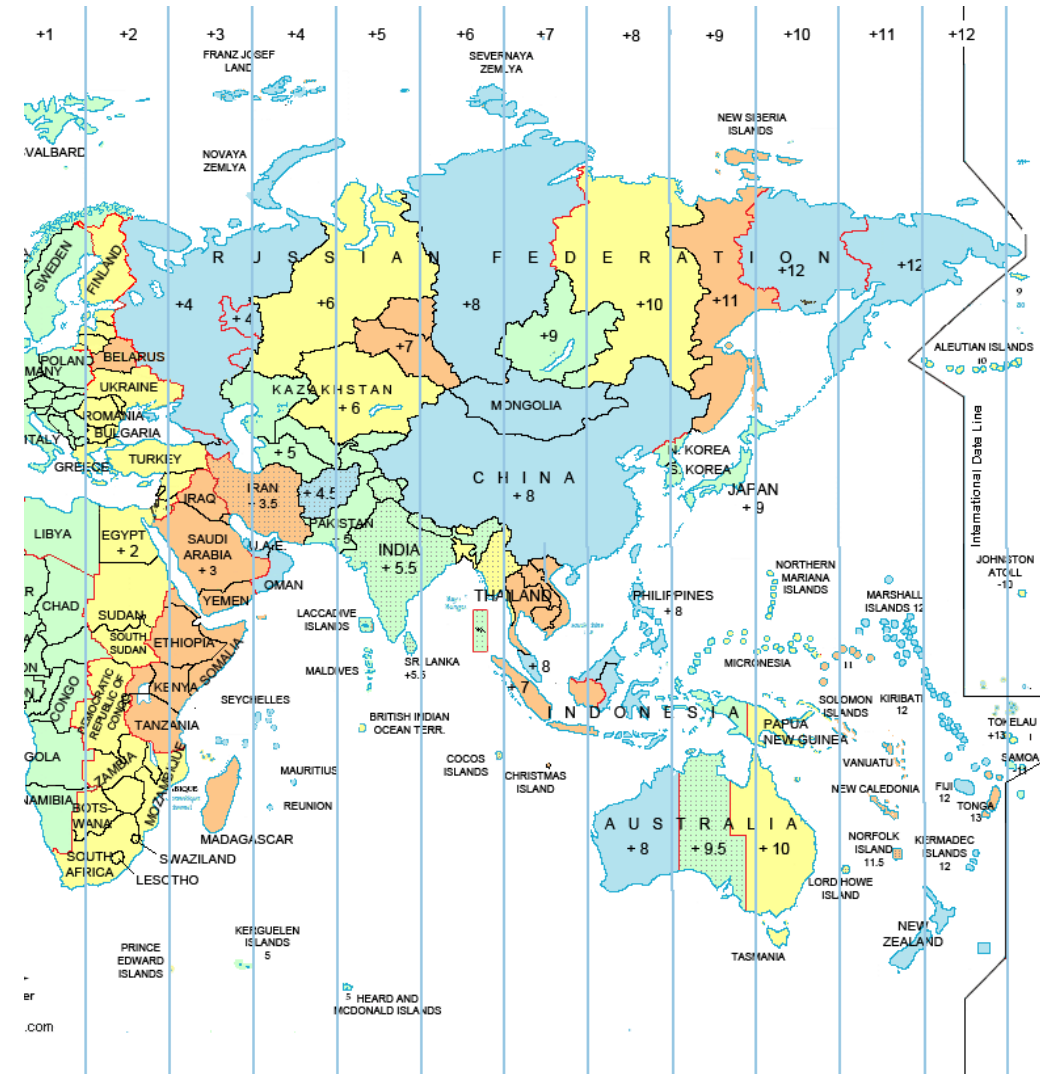 +1 +2 +3 +4 +5 +6 +7 +8 +9 +10 +11 +12
FRANZ JOSEF
LAND
SEVERNAYA
ZEMLYA
NEW SIBERIA
ISLANDS
VALBARD
NOVAYA
ZEMLYA
SWEDEN
FINLAND
R U S S I A N F E D E R A T I O N
+4
+4
+6
+7
+8
+9
+10
+11
+12
+12
9
ALEUTIAN ISLANDS
10
POLAND
MANY
BELARUS
UKRAINE
ROMANIA
BULGARIA
ITALY
GREECE
TURKEY
KAZAKHSTAN
+ 6
MONGOLIA
+ 5
C H I N A
+ 8
N. KOREA
S. KOREA
JAPAN
+ 9
International Date Line
IRAQ
IRAN
+ 3.5
+ 4.5
PAKISTAN
5
LIBYA
EGYPT
+ 2
SAUDI
ARABIA
+ 3
U.A.E.
OMAN
YEMEN
INDIA
+ 5.5
THAILAND
PHILIPPINES
+ 8
NORTHERN
MARIANA
ISLANDS
JOHNSTON
ATOLL
-10
MARSHALL
ISLANDS 12
R
CHAD
SUDAN
SOUTH
SUDAN
ETHIOPIA
SOMALIA
LACCADIVE
ISLANDS
MALDIVES
SRI LANKA
+5.5
+ 8
+ 7
MICRONESIA
11
ON
N
CONGO
DEMOCRATIC
REPUBLIC OF
CONGO
KENYA
TANZANIA
SEYCHELLES
BRITISH INDIAN
OCEAN TERR.
I N D O N E S I A
PAPUA
NEW GUINEA
SOLOMON
ISLANDS
KIRIBATI
12
TOKELAU
+13
COCOS
ISLANDS
CHRISTMAS
ISLAND
VANUATU
SAMOA
GOLA
ZAMBIA
MOZAMBIQUE
MAURITIUS
REUNION
NAMIBIA
BOTS-
WANA
MADAGASCAR
NEW CALEDONIA
FIJI
12
TONGA
13
SOUTH
AFRICA
SWAZILAND
LESOTHO
A U S T R A L I A
+ 8
+ 9.5
+ 10
NORFOLK
ISLAND
11.5
KERMADEC
ISLANDS
12
LORD HOWE
ISLAND
NEW
ZEALAND
TASMANIA
PRINCE
EDWARD
ISLANDS
KERGUELEN
ISLANDS
5
5
HEARD AND
MCDONALD ISLANDS
er
.com